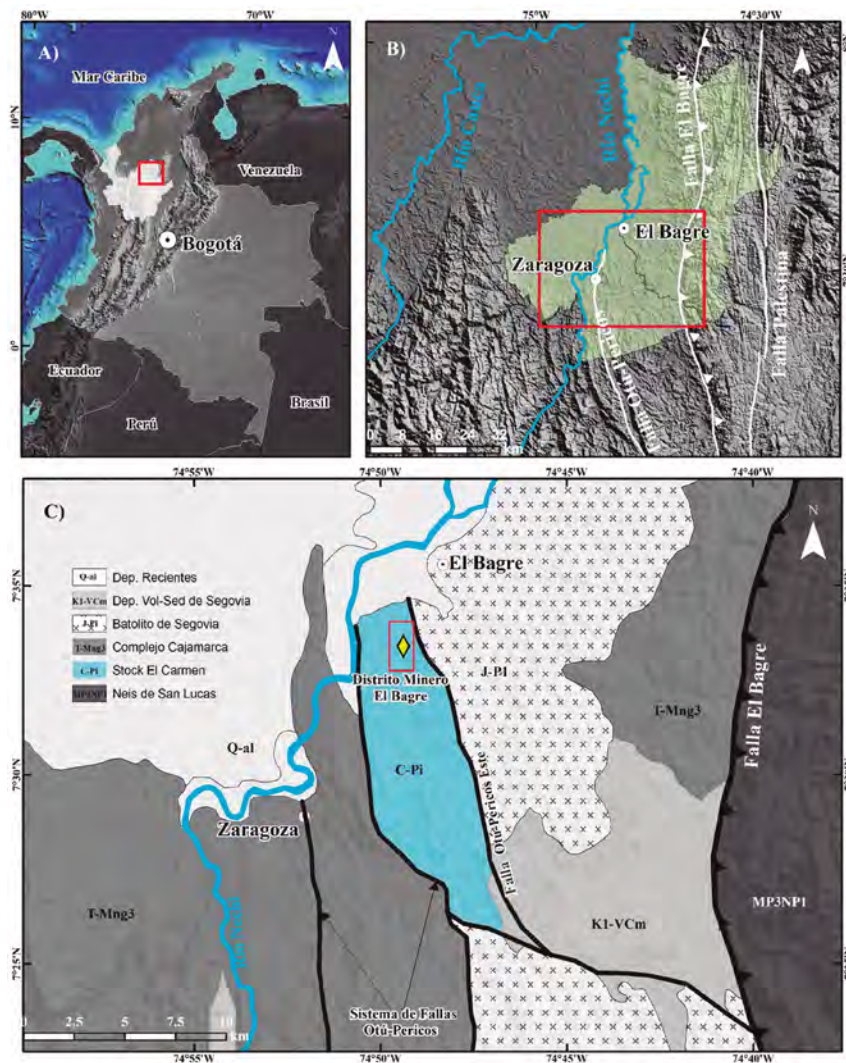 80°W
70°W
A)
N
Mar Caribe
10°N
Venezuela
Bogotá
0°
Ecuador
Perú
Brasil
75°W
74°30'W
B)
Río Cauca
Río Nechí
Falla El Bagre
El Bagre
Zaragoza
Falla Otú-Pericos
Falla Palestina
0 8 16 24 32
km
74°55'W
74°50'W
74°45'W
74°40'W
C)
N
El Bagre
7°35'N
Q-al Dep. Recientes
K1-VCm Dep. Vol-Sed de Segovia
J-Pi Batolito de Segovia
T-Mng3 Complejo Cajamarca
C-Pi Stock El Carmen
MP3NP1 Neis de San Lucas
Distrito Minero
El Bagre
J-PI
T-Mng3
Falla El Bagre
Q-al
C-Pi
Falla Otú-Pericos Este
7°30'N
Zaragoza
T-Mng3
Río Nechí
K1-VCm
MP3NP1
7°25'N
Sistema de Fallas
Otú-Pericos
0 2.5 5 7.5 10
km
74°55'W
74°50'W
74°45'W
74°40'W